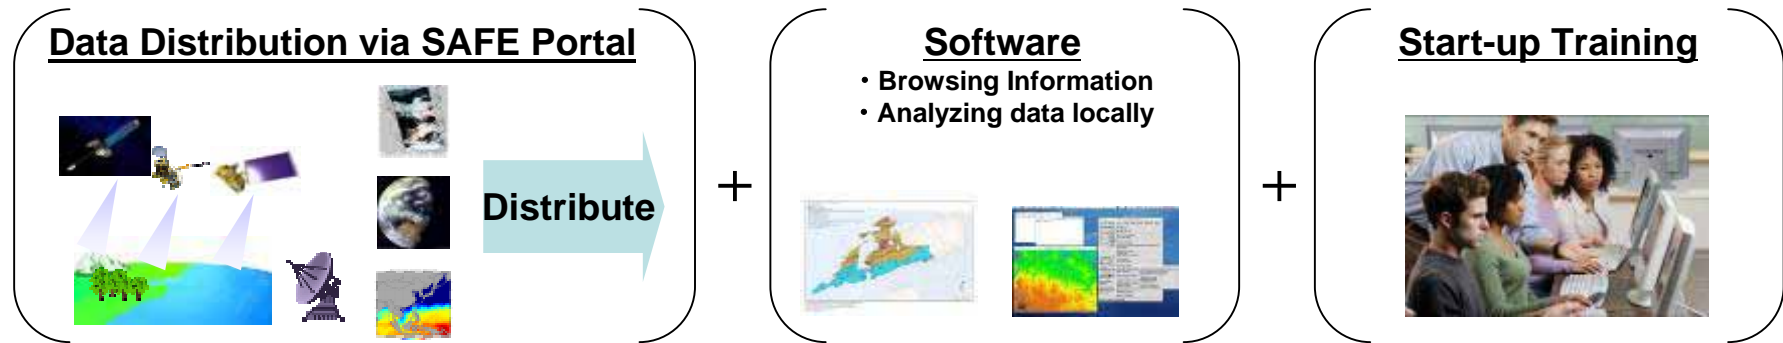 Data Distribution via SAFE Portal
Distribute
+
Software
・Browsing Information
・Analyzing data locally
+
Start-up Training